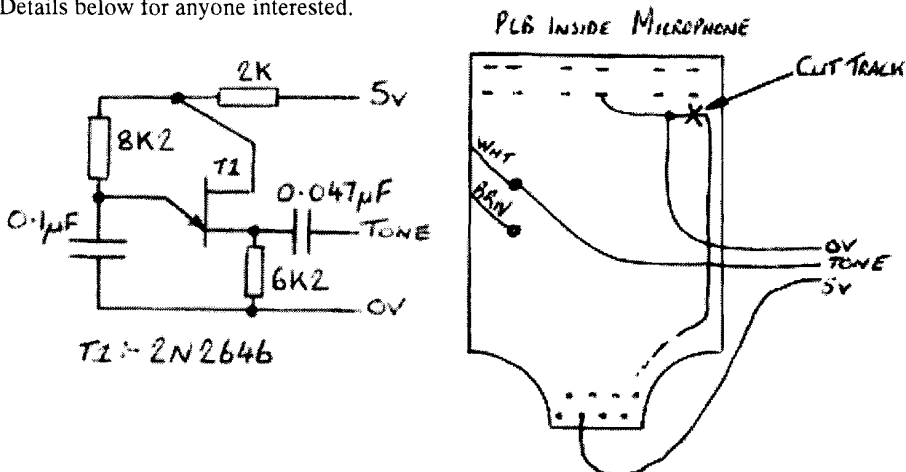 Details below for anyone interested.
PCB INSIDE MICROPHONE
CUT TRACK
2K
5V
8K2
T1
0.047µF
0.1µF
TONE
6K2
0V
T1 :- 2N2646
WHT
BRN
0V
TONE
5V